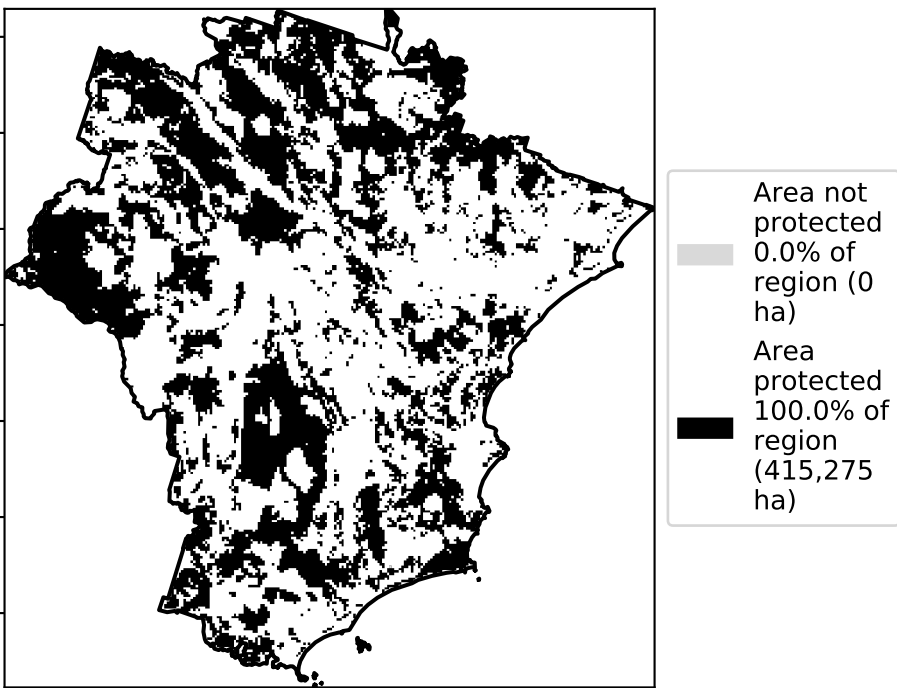 Area not
protected
0.0% of
region (0
ha)
Area
protected
100.0% of
region
(415,275
ha)